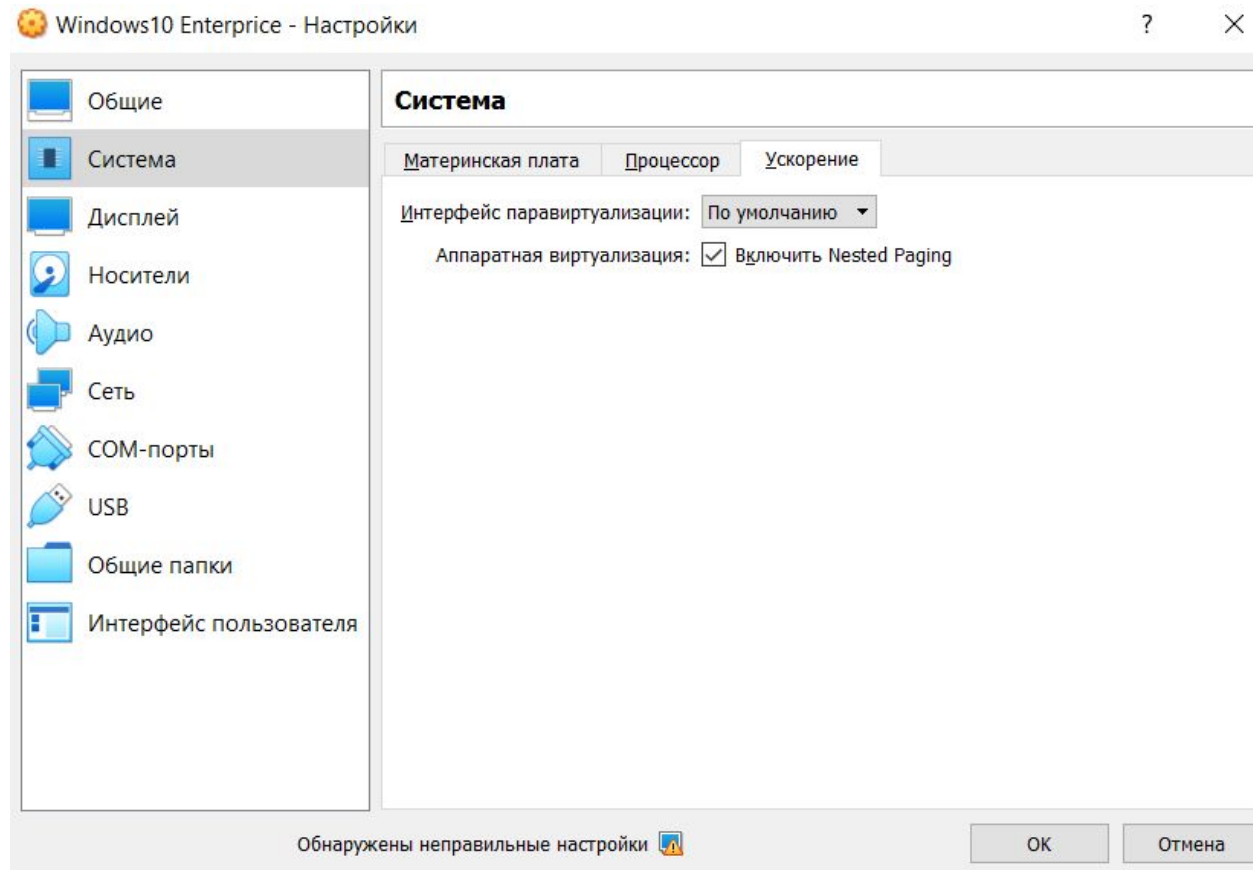 Windows10 Enterprice - Настройки
?
Общие
Система
Дисплей
Носители
Аудио
Сеть
COM-порты
USB
Общие папки
Интерфейс пользователя
Система
Материнская плата Процессор Ускорение
Интерфейс паравиртуализации: По умолчанию
Аппаратная виртуализация: Включить Nested Paging
Обнаружены неправильные настройки
OK Отмена